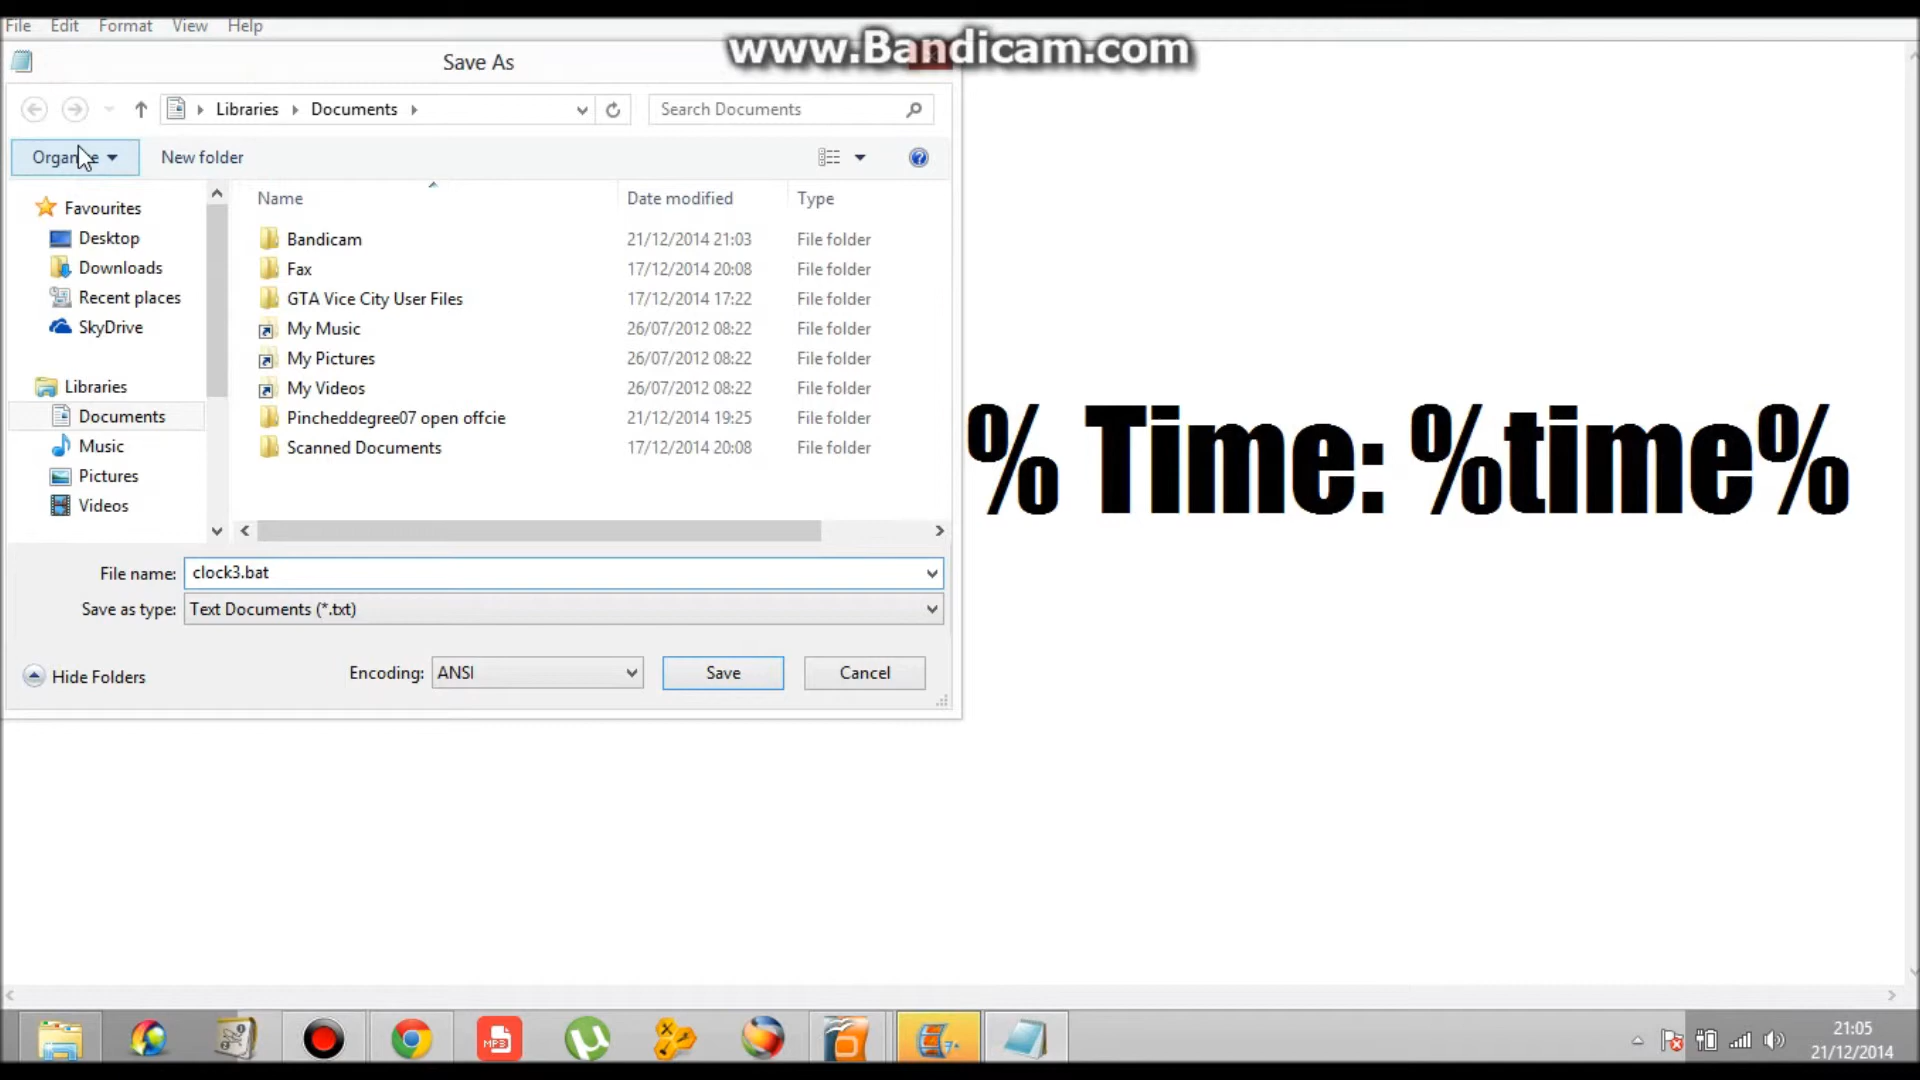 File Edit Format View Help
www.Bandicam.com
Save As
Libraries Documents
Search Documents
New folder
Name Date modified Type
Favourites
Desktop
Downloads
Recent places
SkyDrive
Libraries
Documents
Music
Pictures
Videos
Bandicam 21/12/2014 21:03 File folder
Fax 17/12/2014 20:08 File folder
GTA Vice City User Files 17/12/2014 17:22 File folder
My Music 26/07/2012 08:22 File folder
My Pictures 26/07/2012 08:22 File folder
My Videos 26/07/2012 08:22 File folder
Pincheddegree07 open offcie 21/12/2014 19:25 File folder
Scanned Documents 17/12/2014 20:08 File folder
% Time: %time%
File name: clock3.bat
Save as type: Text Documents (*.txt)
Hide Folders
Encoding: ANSI
Save
Cancel
MP3
21:05
21/12/2014